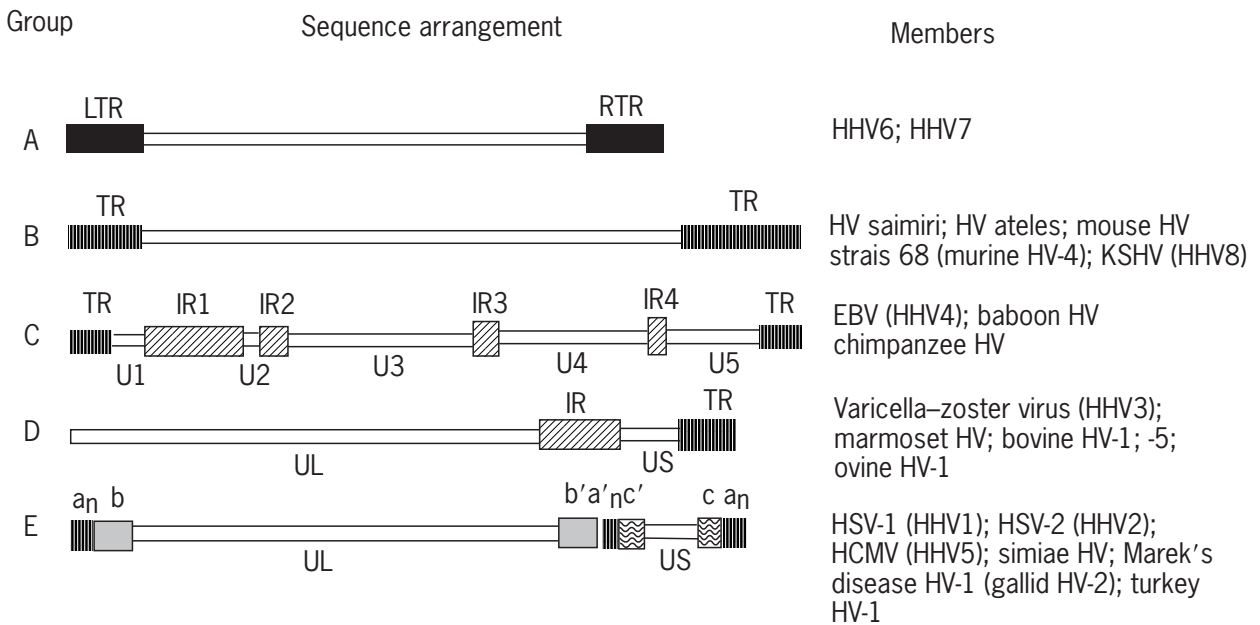 Group Sequence arrangement Members
LTR RTR
A HHV6; HHV7
TR TR
B HV saimiri; HV ateles; mouse HV
strais 68 (murine HV-4); KSHV (HHV8)
TR IR1 IR2 IR3 IR4 TR
C EBV (HHV4); baboon HV
chimpanzee HV
U1 U2 U3 U4 U5
IR TR
D Varicella–zoster virus (HHV3);
marmoset HV; bovine HV-1; -5;
ovine HV-1
UL US
an b b'a'nc' c an
E HSV-1 (HHV1); HSV-2 (HHV2);
HCMV (HHV5); simiae HV; Marek's
disease HV-1 (gallid HV-2); turkey
HV-1
UL US